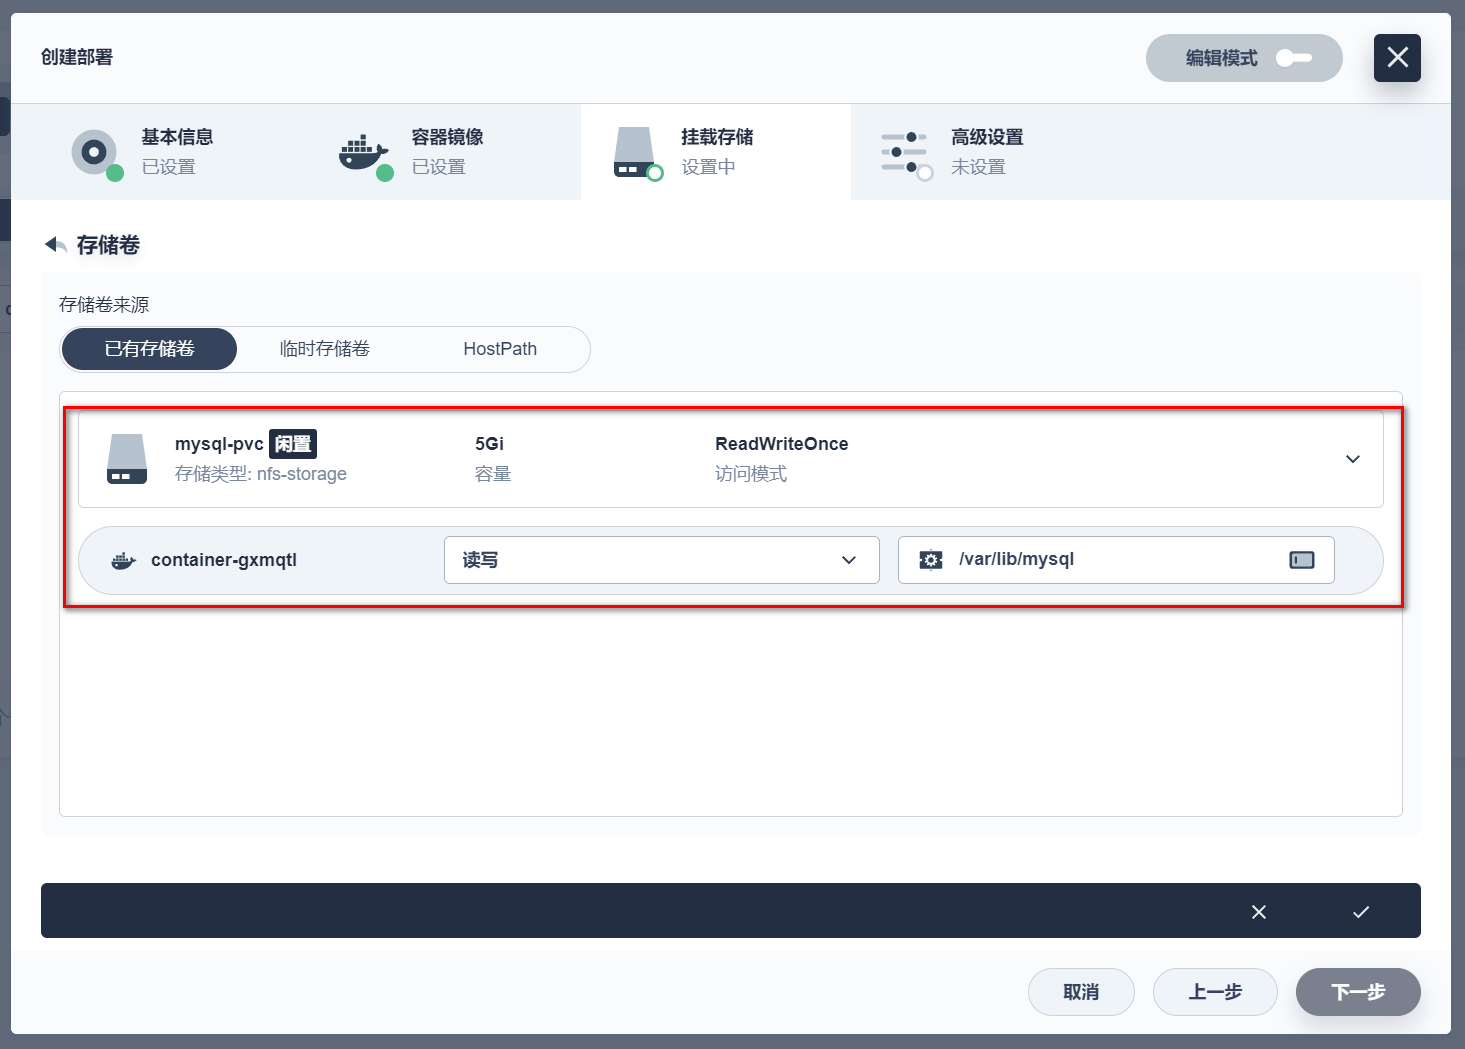 创建部署
编辑模式
基本信息
已设置
容器镜像
已设置
挂载存储
设置中
高级设置
未设置
存储卷
存储卷来源
已有存储卷
临时存储卷
HostPath
mysql-pvc 闲置
存储类型: nfs-storage
5Gi
容量
ReadWriteOnce
访问模式
container-gxmqtl
读写
/var/lib/mysql
取消
上一步
下一步